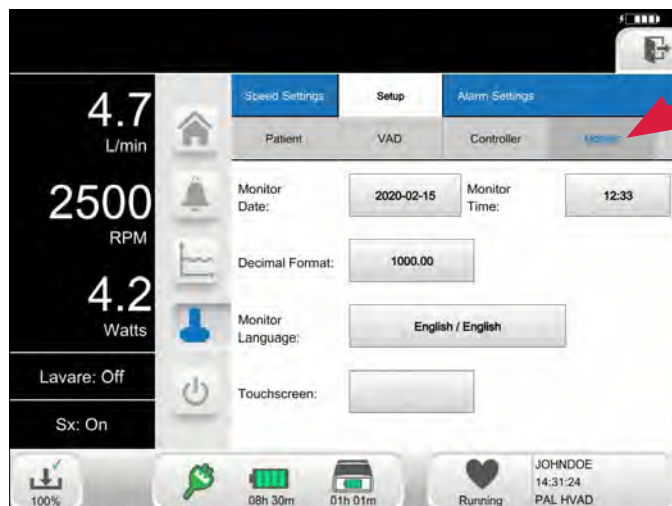 4.7
L/min
2500
RPM
4.2
Watts
Lavare: Off
Sx: On
Speed Settings
Setup
Alarm Settings
Patient
VAD
Controller
Monitor
Monitor
Date:
2020-02-15
Monitor
Time:
12:33
Decimal Format:
1000.00
Monitor
Language:
English / English
Touchscreen:
100%
08h 30m
01h 01m
Running
JOHNDOE
14:31:24
PAL HVAD